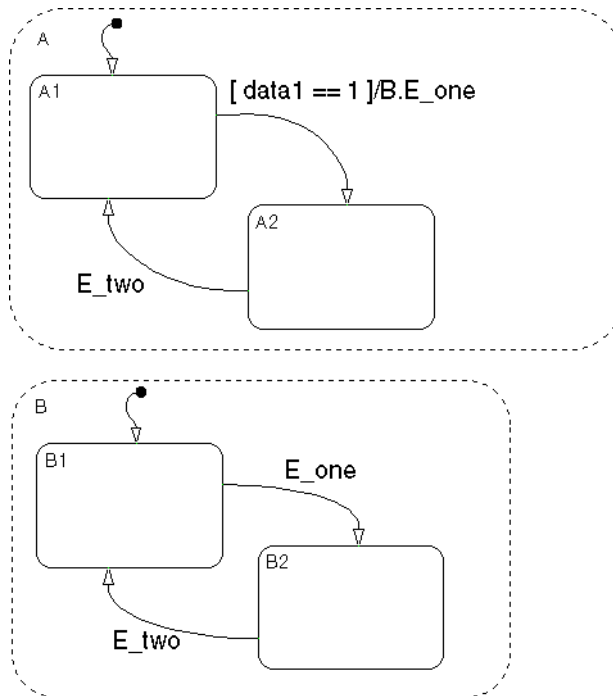 A
A1
[ data1 == 1 ]/B.E_one
A2
E_two
B
B1
E_one
B2
E_two